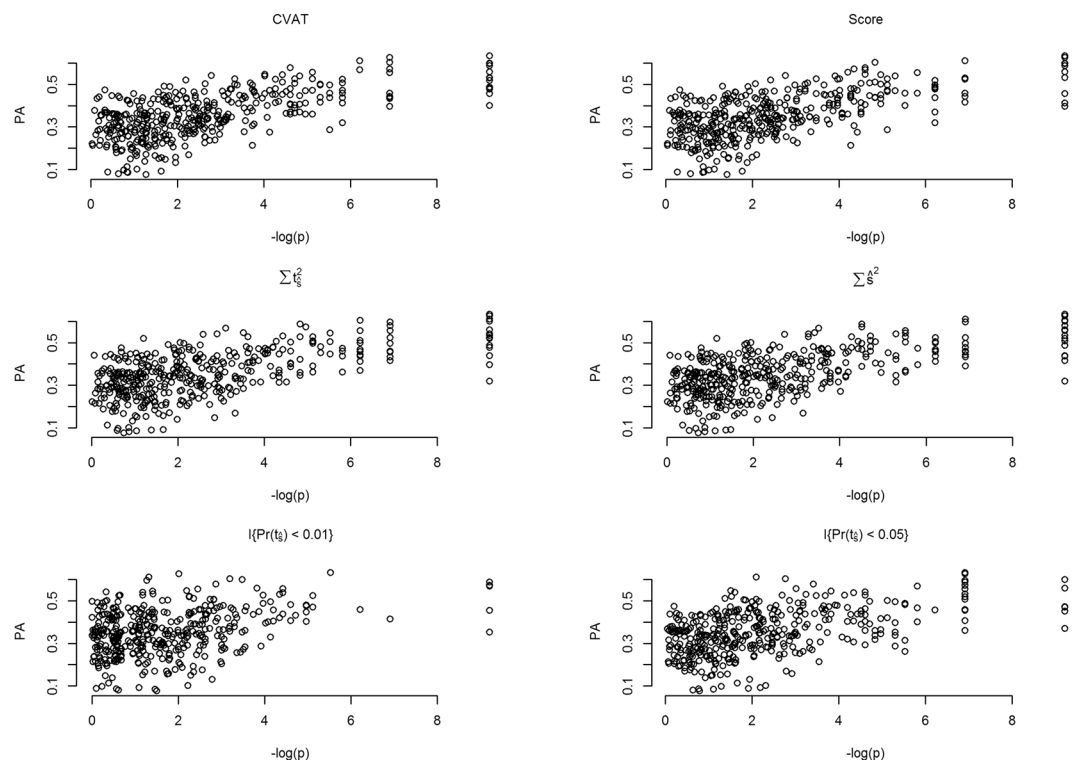 CVAT
PA
0.1 0.3 0.5
0 2 4 6 8
-log(p)
Score
PA
0.1 0.3 0.5
0 2 4 6 8
-log(p)
∑ t²ŝ
PA
0.1 0.3 0.5
0 2 4 6 8
-log(p)
∑ ŝ²
PA
0.1 0.3 0.5
0 2 4 6 8
-log(p)
I{Pr(tŝ) < 0.01}
PA
0.1 0.3 0.5
0 2 4 6 8
-log(p)
I{Pr(tŝ) < 0.05}
PA
0.1 0.3 0.5
0 2 4 6 8
-log(p)